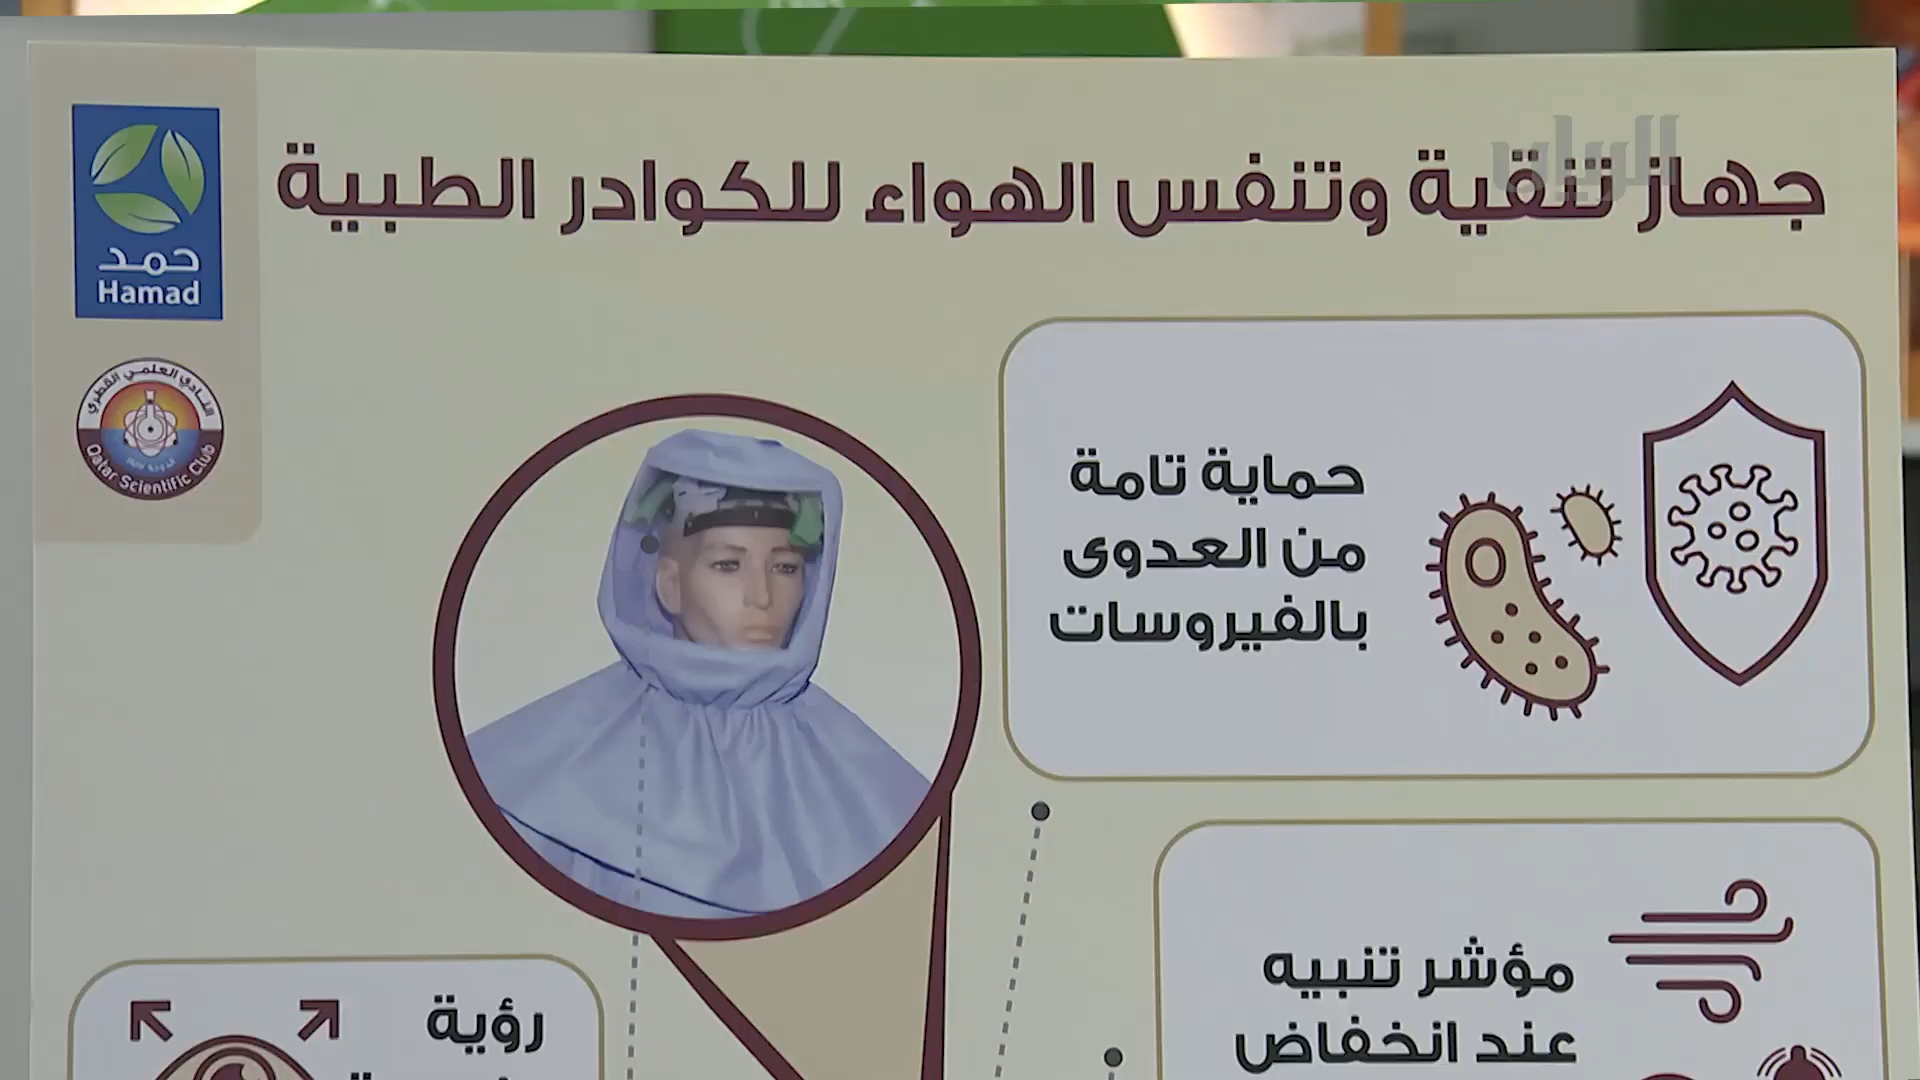 الريان
جهاز تنقية وتنفس الهواء للكوادر الطبية
حمد
Hamad
النادي العلمي القطري
Qatar Scientific Club
حماية تامة
من العدوى
بالفيروسات
مؤشر تنبيه
عند انخفاض
رؤية